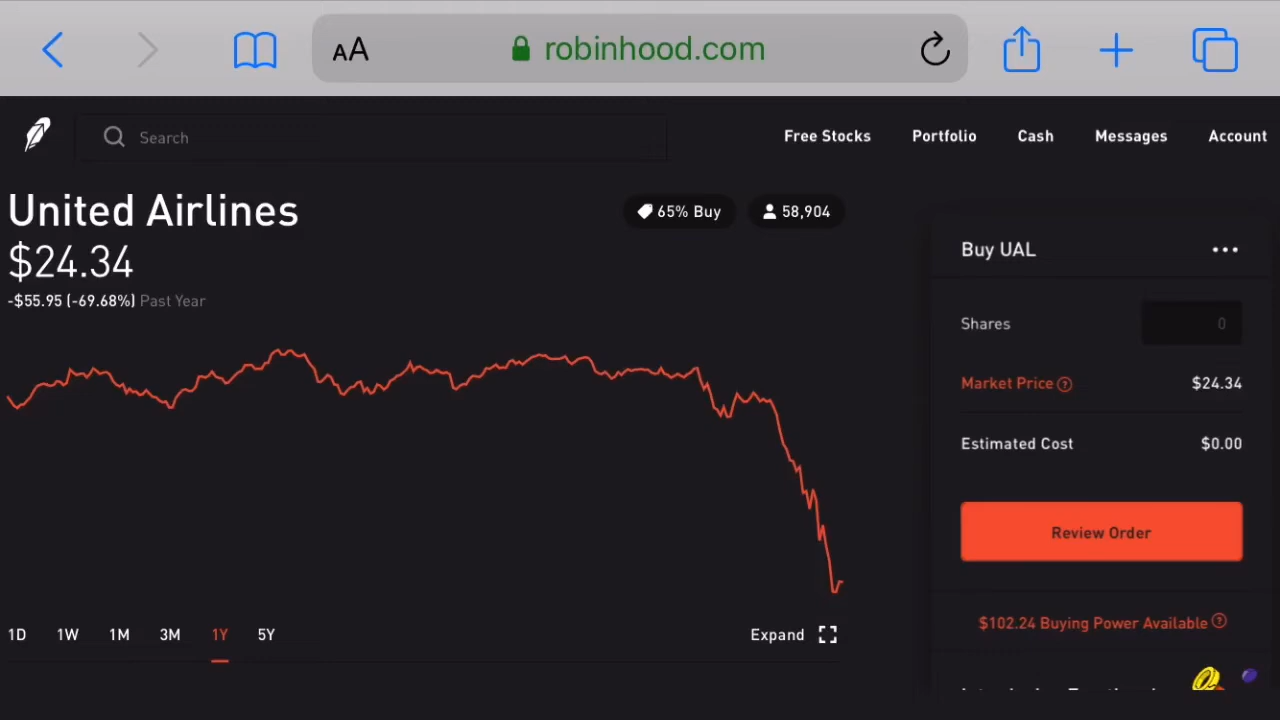 AA robinhood.com
Search
Free Stocks Portfolio Cash Messages Account
United Airlines
65% Buy 58,904
$24.34
-$55.95 (-69.68%) Past Year
Buy UAL
Shares 0
Market Price $24.34
Estimated Cost $0.00
Review Order
$102.24 Buying Power Available
1D 1W 1M 3M 1Y 5Y
Expand